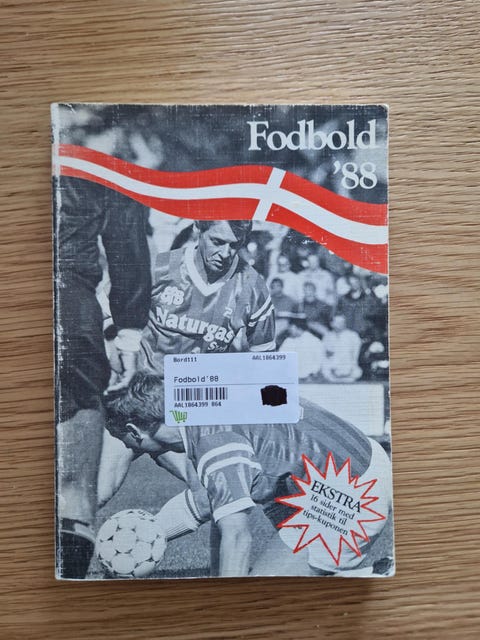 Fodbold
'88
Naturgas
Bord111
AAL1864399
Fodbold'88
AAL1864399 864
EKSTRA
16 sider med
statistik til
tips-kuponen